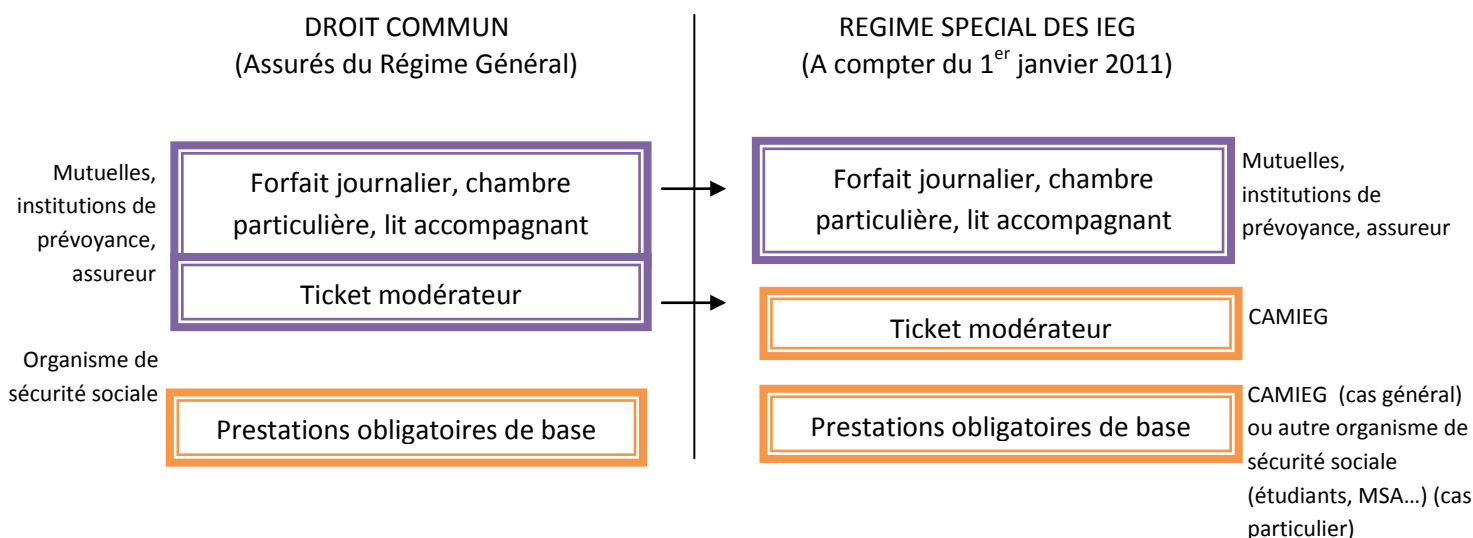 DROIT COMMUN
(Assurés du Régime Général)
Mutuelles,
institutions de
prévoyance,
assureur
Forfait journalier, chambre
particulière, lit accompagnant
Ticket modérateur
Organisme de
sécurité sociale
Prestations obligatoires de base
REGIME SPECIAL DES IEG
(A compter du 1er janvier 2011)
Forfait journalier, chambre
particulière, lit accompagnant
Mutuelles,
institutions de
prévoyance, assureur
Ticket modérateur
CAMIEG
Prestations obligatoires de base
CAMIEG (cas général)
ou autre organisme de
sécurité sociale
(étudiants, MSA...) (cas
particulier)